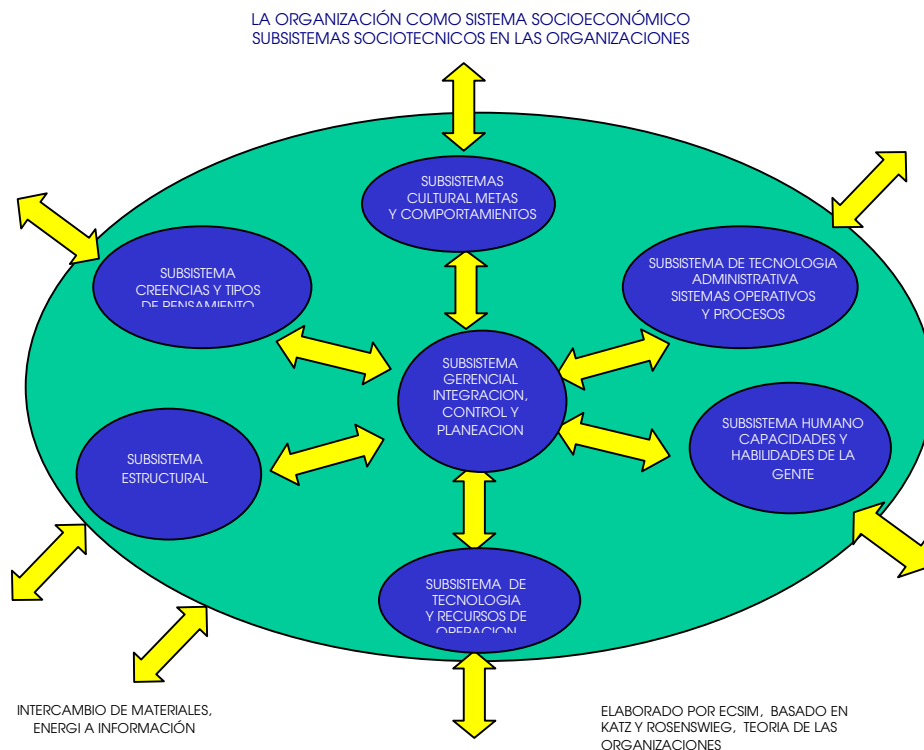 LA ORGANIZACIÓN COMO SISTEMA SOCIOECONÓMICO
SUBSISTEMAS SOCIOTECNICOS EN LAS ORGANIZACIONES
SUBSISTEMAS
CULTURAL METAS
Y COMPORTAMIENTOS
SUBSISTEMA
CREENCIAS Y TIPOS
DE PENSAMIENTO
SUBSISTEMA DE TECNOLOGIA
ADMINISTRATIVA
SISTEMAS OPERATIVOS
Y PROCESOS
SUBSISTEMA
GERENCIAL
INTEGRACION,
CONTROL Y
PLANEACION
SUBSISTEMA
ESTRUCTURAL
SUBSISTEMA HUMANO
CAPACIDADES Y
HABILIDADES DE LA
GENTE
SUBSISTEMA DE
TECNOLOGIA
Y RECURSOS DE
OPERACION
INTERCAMBIO DE MATERIALES,
ENERGI A INFORMACIÓN
ELABORADO POR ECSIM, BASADO EN
KATZ Y ROSENSWIEG, TEORIA DE LAS
ORGANIZACIONES